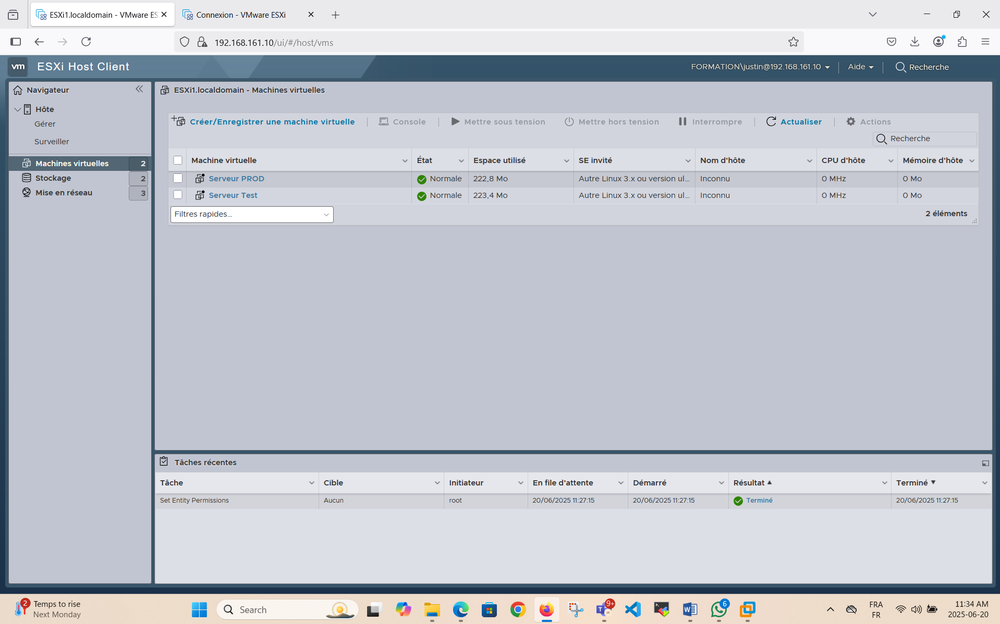 ESXi1.localdomain - VMware ES
Connexion - VMware ESXi
192.168.161.10/ui/#/host/vms
vm ESXi Host Client
FORMATION\justin@192.168.161.10
Aide
Recherche
Navigateur
Hôte
Gérer
Surveiller
Machines virtuelles 2
Stockage 2
Mise en réseau 3
ESXi1.localdomain - Machines virtuelles
Créer/Enregistrer une machine virtuelle
Console
Mettre sous tension
Mettre hors tension
Interrompre
Actualiser
Actions
Recherche
Machine virtuelle État Espace utilisé SE invité Nom d'hôte CPU d'hôte Mémoire d'hôte
Serveur PROD Normale 222,8 Mo Autre Linux 3.x ou version ul... Inconnu 0 MHz 0 Mo
Serveur Test Normale 223,4 Mo Autre Linux 3.x ou version ul... Inconnu 0 MHz 0 Mo
Filtres rapides...
2 éléments
Tâches récentes
Tâche Cible Initiateur En file d'attente Démarré Résultat Terminé
Set Entity Permissions Aucun root 20/06/2025 11:27:15 20/06/2025 11:27:15 Terminé 20/06/2025 11:27:15
2
Temps to rise
Next Monday
Search
9+
6
FRA
FR
11:34 AM
2025-06-20